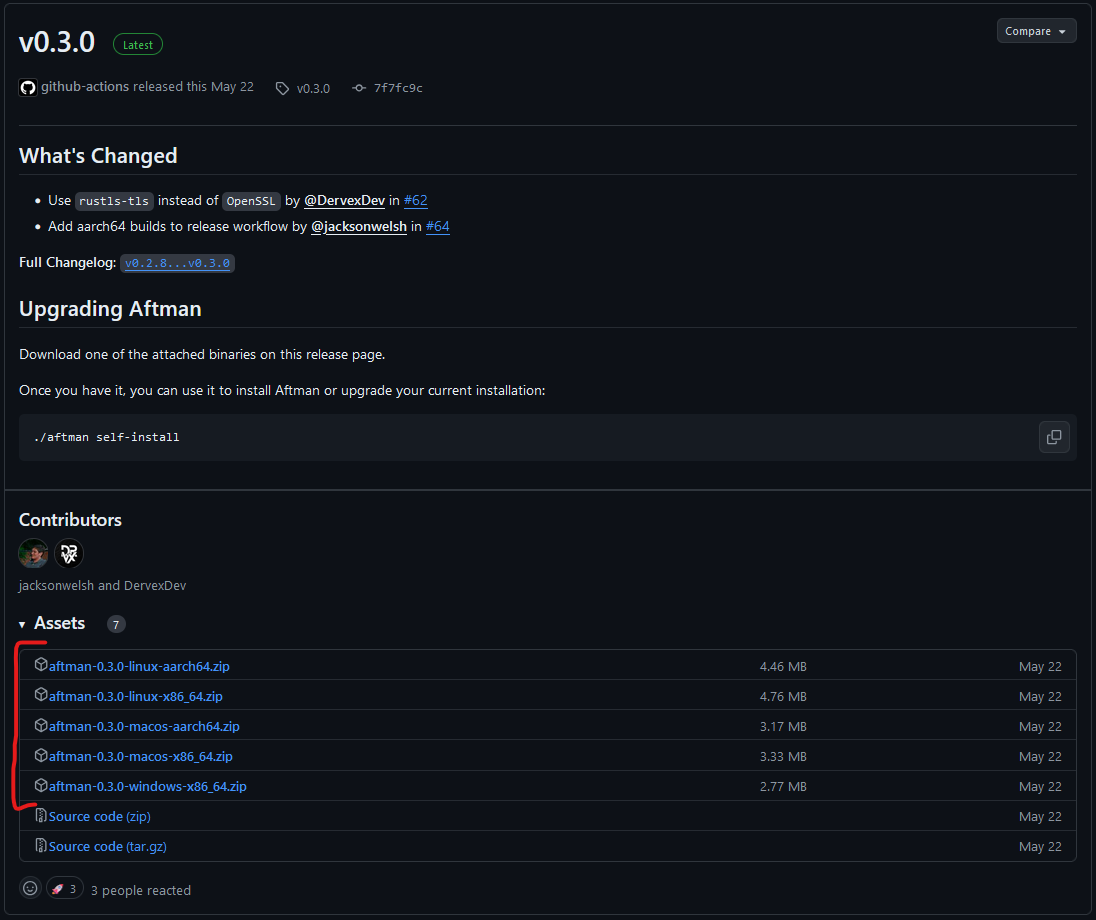 v0.3.0 Latest Compare
github-actions released this May 22 v0.3.0 7f7fc9c
What's Changed
Use rustls-tls instead of OpenSSL by @DervexDev in #62
Add aarch64 builds to release workflow by @jacksonwelsh in #64
Full Changelog: v0.2.8...v0.3.0
Upgrading Aftman
Download one of the attached binaries on this release page.
Once you have it, you can use it to install Aftman or upgrade your current installation:
./aftman self-install
Contributors
jacksonwelsh and DervexDev
Assets 7
aftman-0.3.0-linux-aarch64.zip 4.46 MB May 22
aftman-0.3.0-linux-x86_64.zip 4.76 MB May 22
aftman-0.3.0-macos-aarch64.zip 3.17 MB May 22
aftman-0.3.0-macos-x86_64.zip 3.33 MB May 22
aftman-0.3.0-windows-x86_64.zip 2.77 MB May 22
Source code (zip) May 22
Source code (tar.gz) May 22
3 3 people reacted